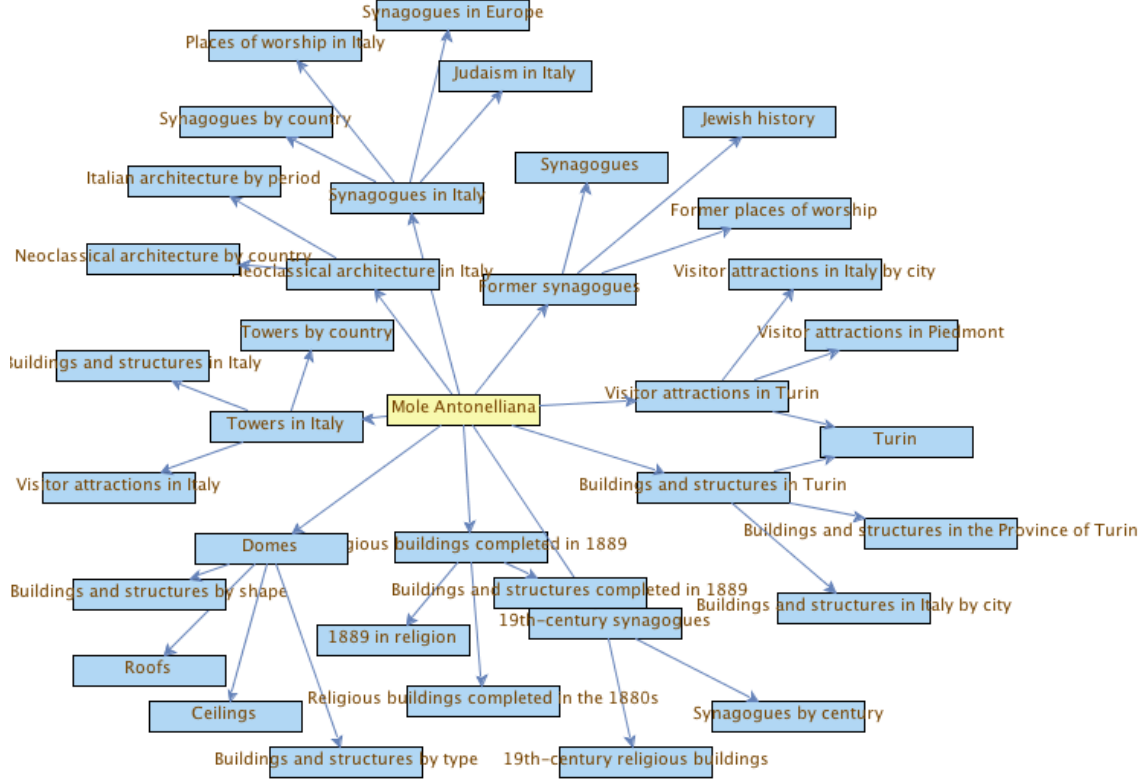 Synagogues in Europe
Places of worship in Italy
Judaism in Italy
Synagogues by country
Jewish history
Synagogues
Italian architecture by period
Synagogues in Italy
Former places of worship
Neoclassical architecture by country
Neoclassical architecture in Italy
Visitor attractions in Italy by city
Former synagogues
Towers by country
Visitor attractions in Piedmont
Buildings and structures in Italy
Visitor attractions in Turin
Mole Antonelliana
Towers in Italy
Turin
Visitor attractions in Italy
Buildings and structures in Turin
Buildings and structures in the Province of Turin
Domes
gious buildings completed in 1889
Buildings and structures by shape
Buildings and structures completed in 1889
Buildings and structures in Italy by city
19th-century synagogues
1889 in religion
Roofs
Religious buildings completed in the 1880s
Ceilings
Synagogues by century
Buildings and structures by type
19th-century religious buildings